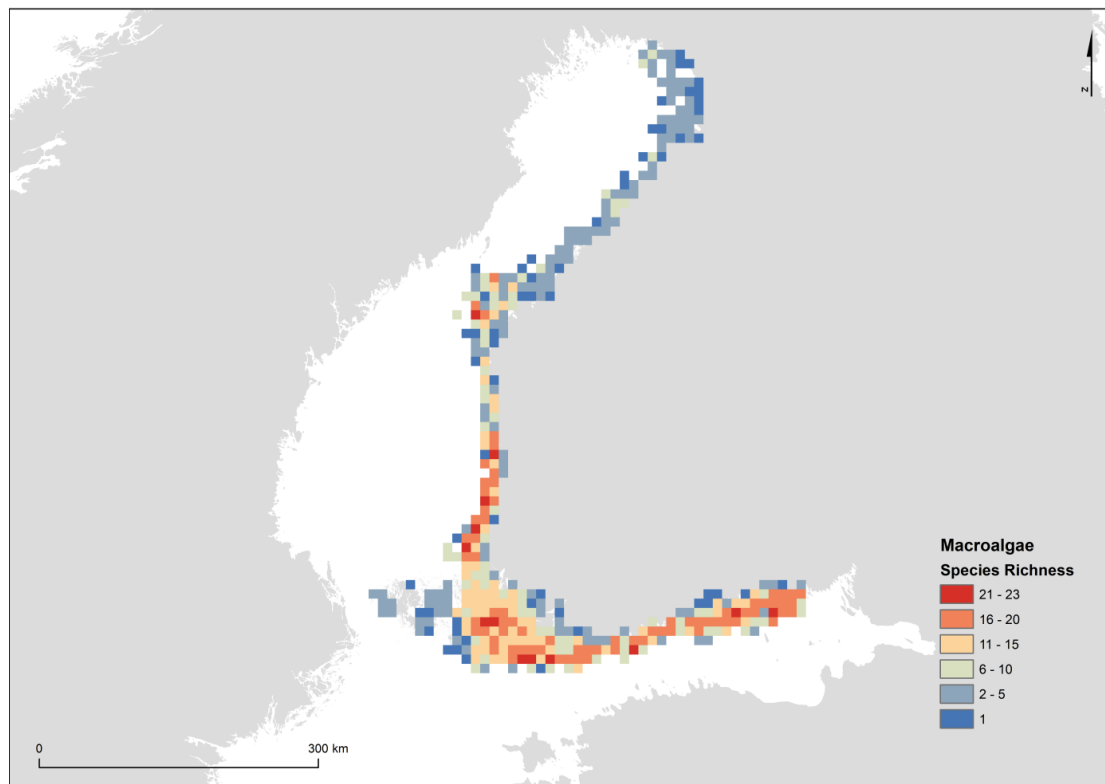 N
Macroalgae
Species Richness
21 - 23
16 - 20
11 - 15
6 - 10
2 - 5
1
0 300 km